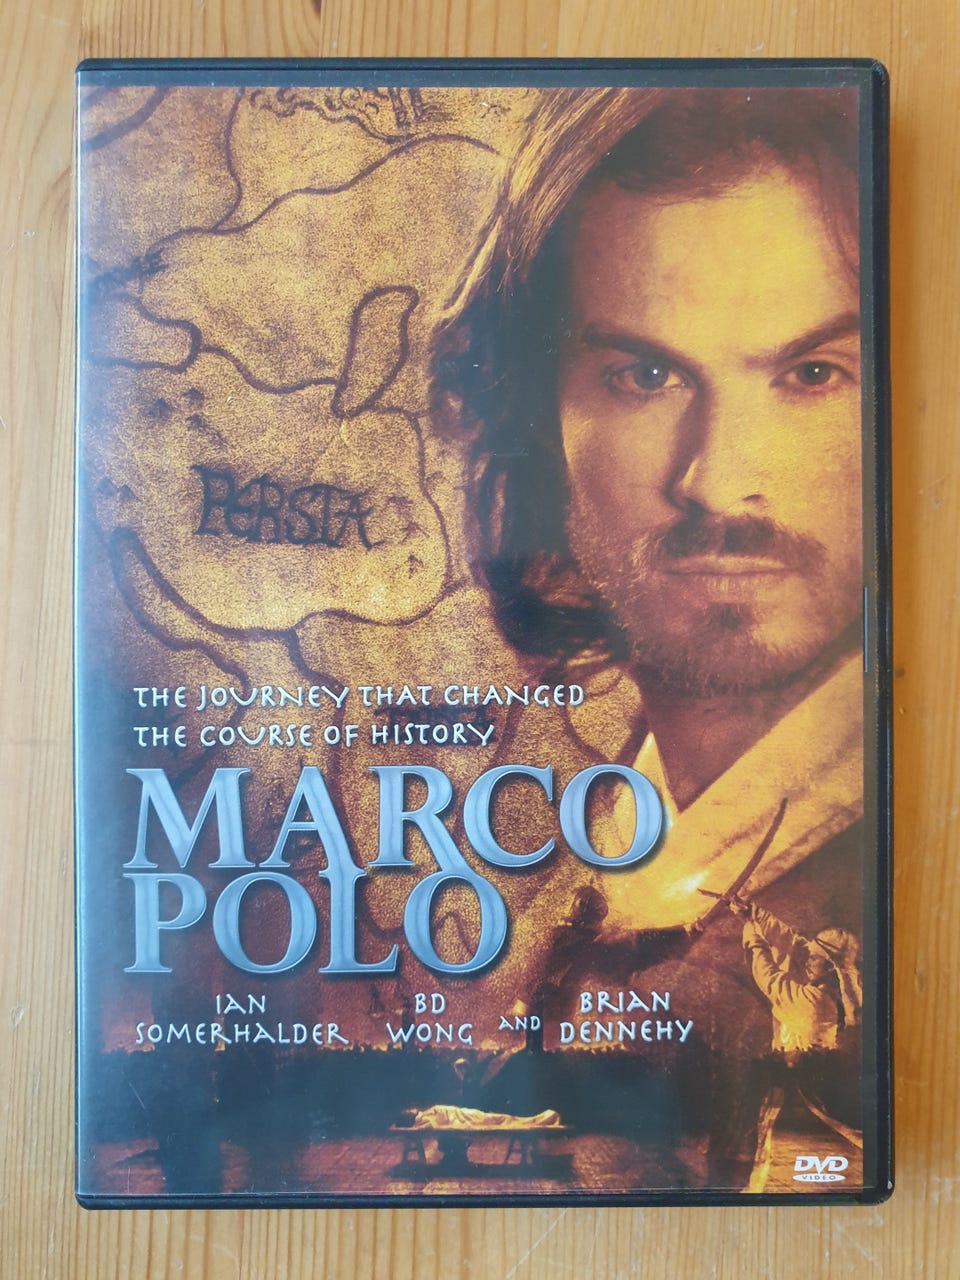 PERSIA
THE JOURNEY THAT CHANGED
THE COURSE OF HISTORY
MARCO
POLO
IAN
SOMERHALDER
BD
WONG
AND
BRIAN
DENNEHY
DVD
VIDEO